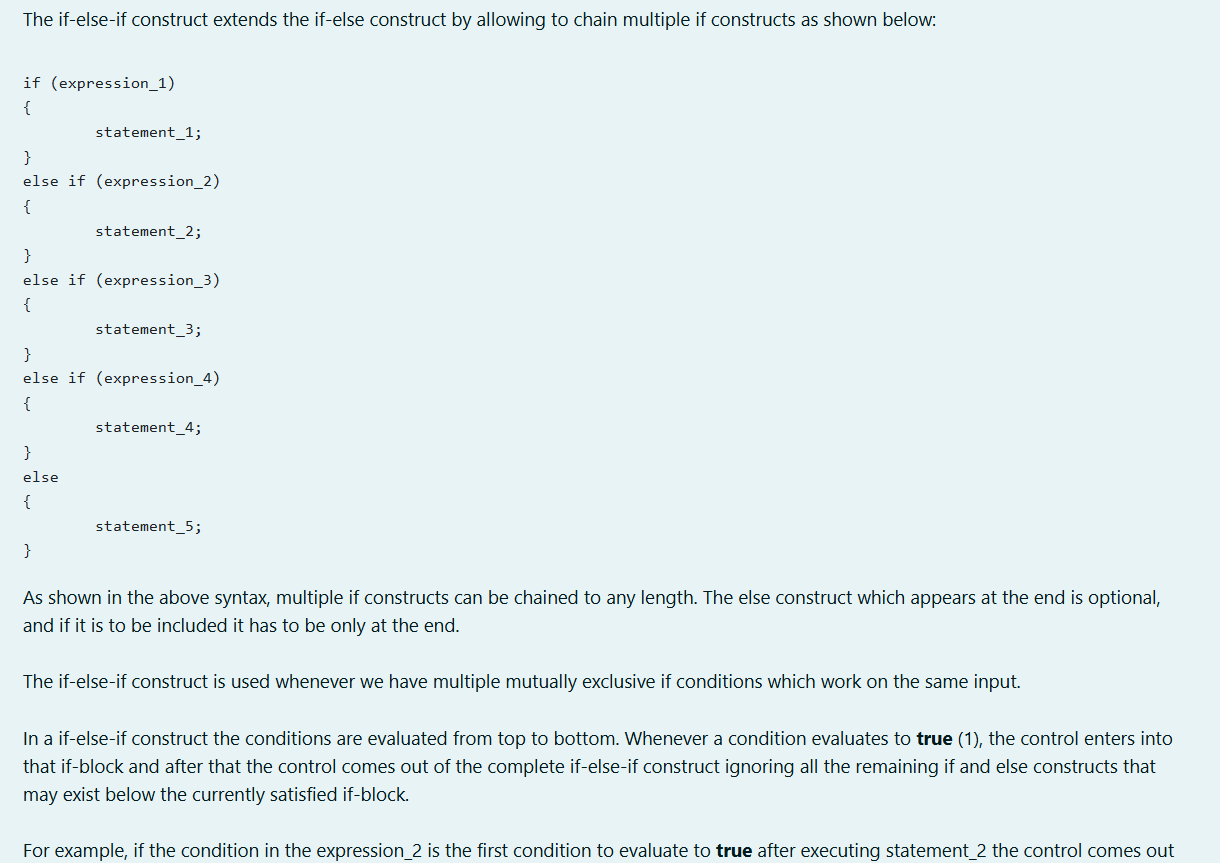 The if-else-if construct extends the if-else construct by allowing to chain multiple if constructs as shown below:
if (expression_1)
{
        statement_1;
}
else if (expression_2)
{
        statement_2;
}
else if (expression_3)
{
        statement_3;
}
else if (expression_4)
{
        statement_4;
}
else
{
        statement_5;
}
As shown in the above syntax, multiple if constructs can be chained to any length. The else construct which appears at the end is optional,
and if it is to be included it has to be only at the end.
The if-else-if construct is used whenever we have multiple mutually exclusive if conditions which work on the same input.
In a if-else-if construct the conditions are evaluated from top to bottom. Whenever a condition evaluates to true (1), the control enters into
that if-block and after that the control comes out of the complete if-else-if construct ignoring all the remaining if and else constructs that
may exist below the currently satisfied if-block.
For example, if the condition in the expression_2 is the first condition to evaluate to true after executing statement_2 the control comes out